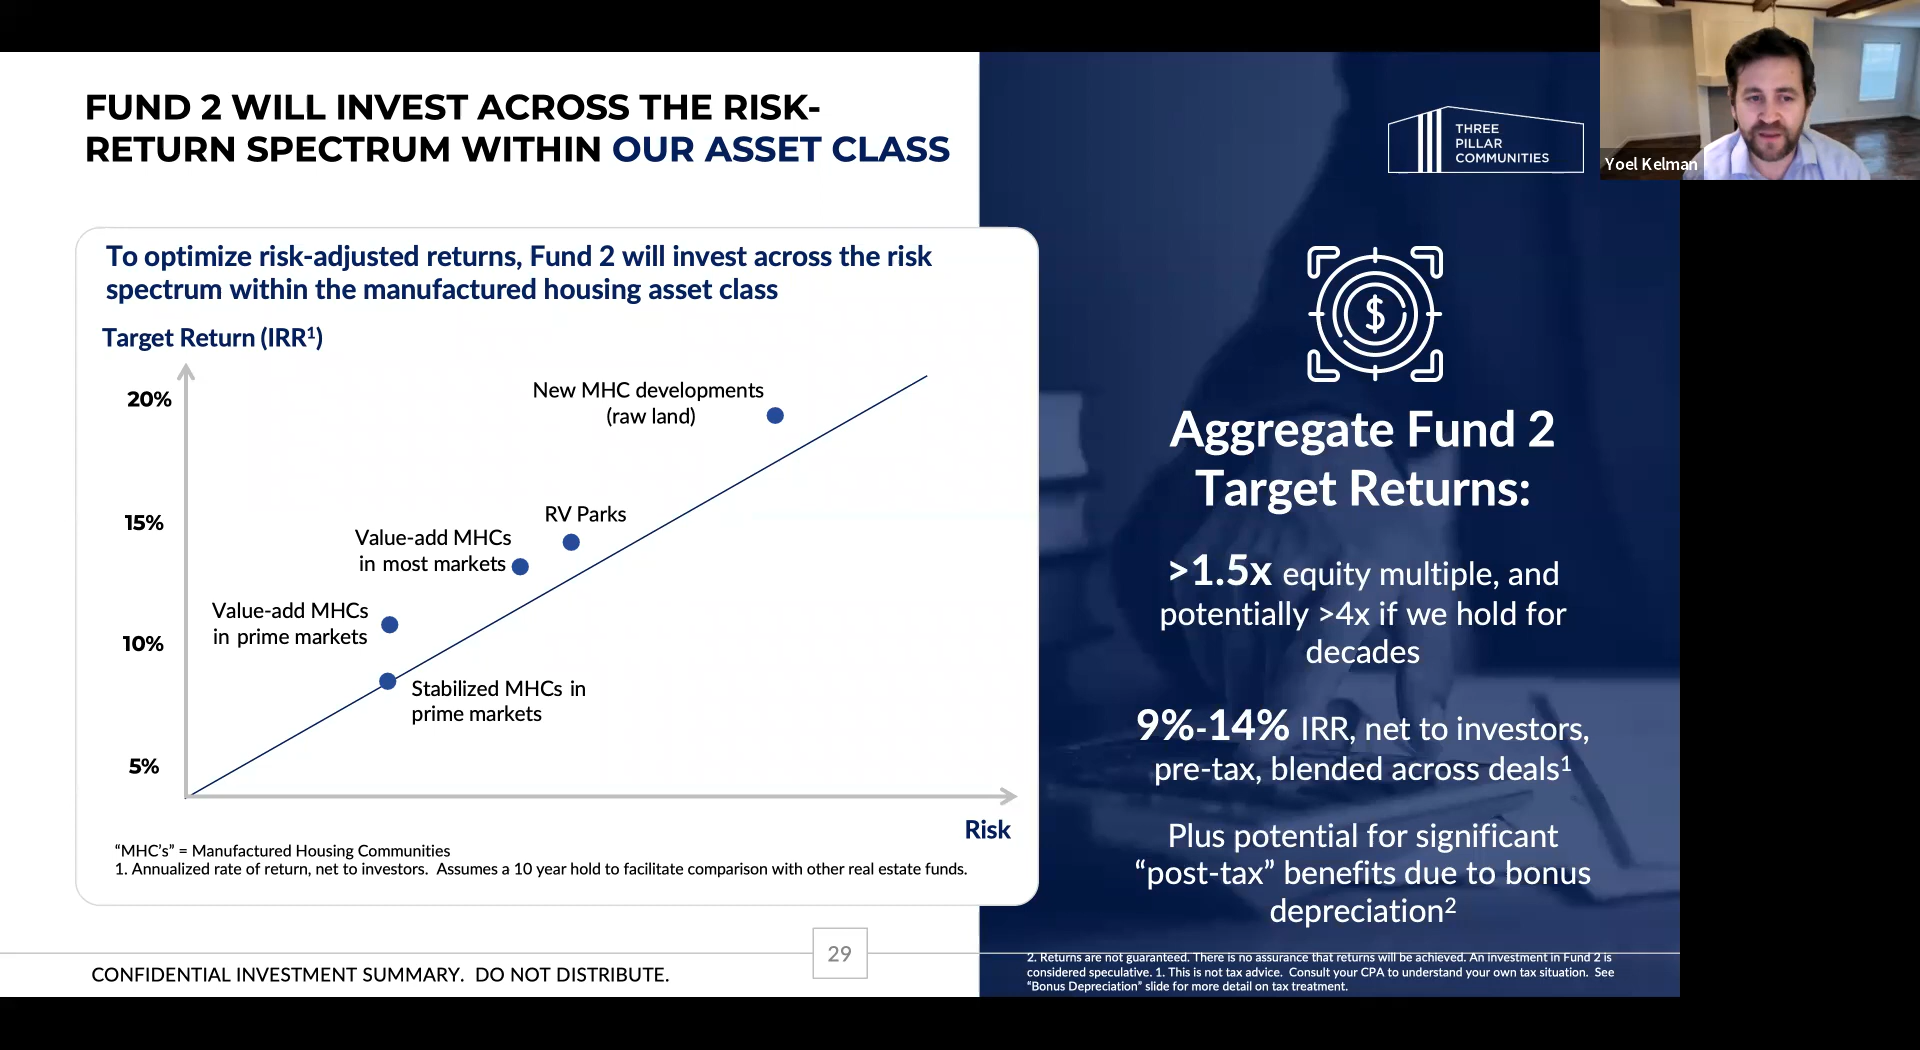 FUND 2 WILL INVEST ACROSS THE RISK-
RETURN SPECTRUM WITHIN OUR ASSET CLASS
THREE
PILLAR
COMMUNITIES
Yoel Kelman
To optimize risk-adjusted returns, Fund 2 will invest across the risk
spectrum within the manufactured housing asset class
Target Return (IRR¹)
20%
15%
10%
5%
New MHC developments
(raw land)
RV Parks
Value-add MHCs
in most markets
Value-add MHCs
in prime markets
Stabilized MHCs in
prime markets
Risk
“MHC’s” = Manufactured Housing Communities
1. Annualized rate of return, net to investors.  Assumes a 10 year hold to facilitate comparison with other real estate funds.
$
Aggregate Fund 2
Target Returns:
>1.5x equity multiple, and
potentially >4x if we hold for
decades
9%-14% IRR, net to investors,
pre-tax, blended across deals¹
Plus potential for significant
“post-tax” benefits due to bonus
depreciation²
2. Returns are not guaranteed. There is no assurance that returns will be achieved. An investment in Fund 2 is
considered speculative. 1. This is not tax advice.  Consult your CPA to understand your own tax situation.  See
“Bonus Depreciation” slide for more detail on tax treatment.
29
CONFIDENTIAL INVESTMENT SUMMARY.  DO NOT DISTRIBUTE.